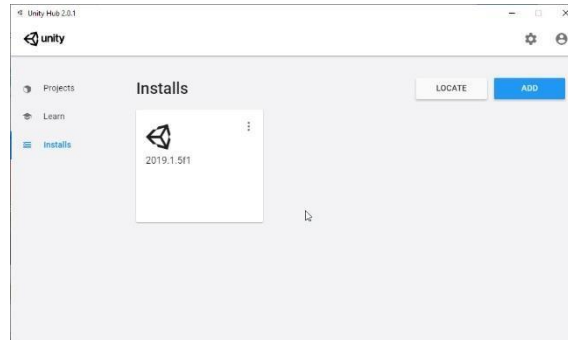 Unity Hub 2.0.1
unity
Projects
Learn
Installs
Installs
LOCATE
ADD
2019.1.5f1